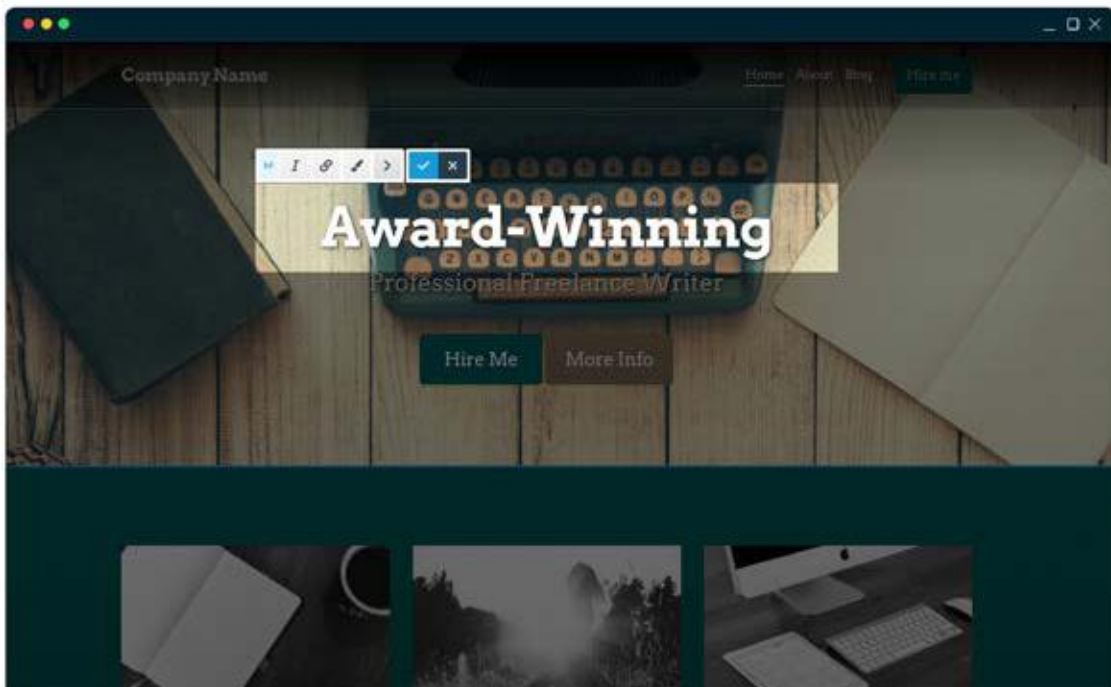 Company Name
Home About Blog Hire me
I
Award-Winning
Professional Freelance Writer
Hire Me More Info